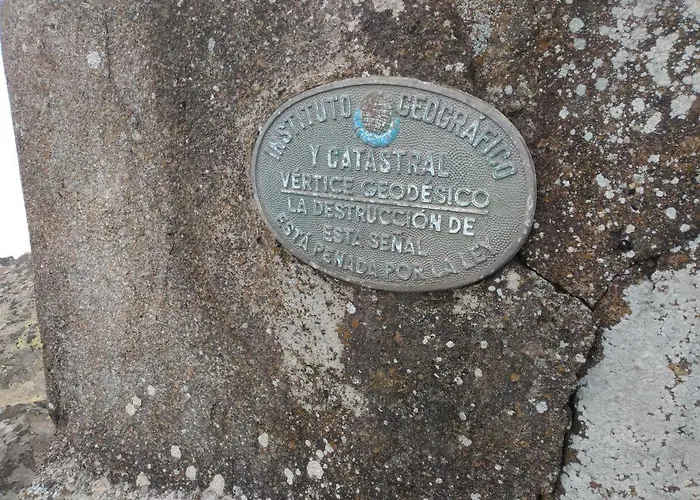 INSTITUTO GEOGRÁFICO
Y CATASTRAL
VÉRTICE GEODÉSICO
LA DESTRUCCIÓN DE
ESTA SEÑAL
ESTÁ PENADA POR LA LEY